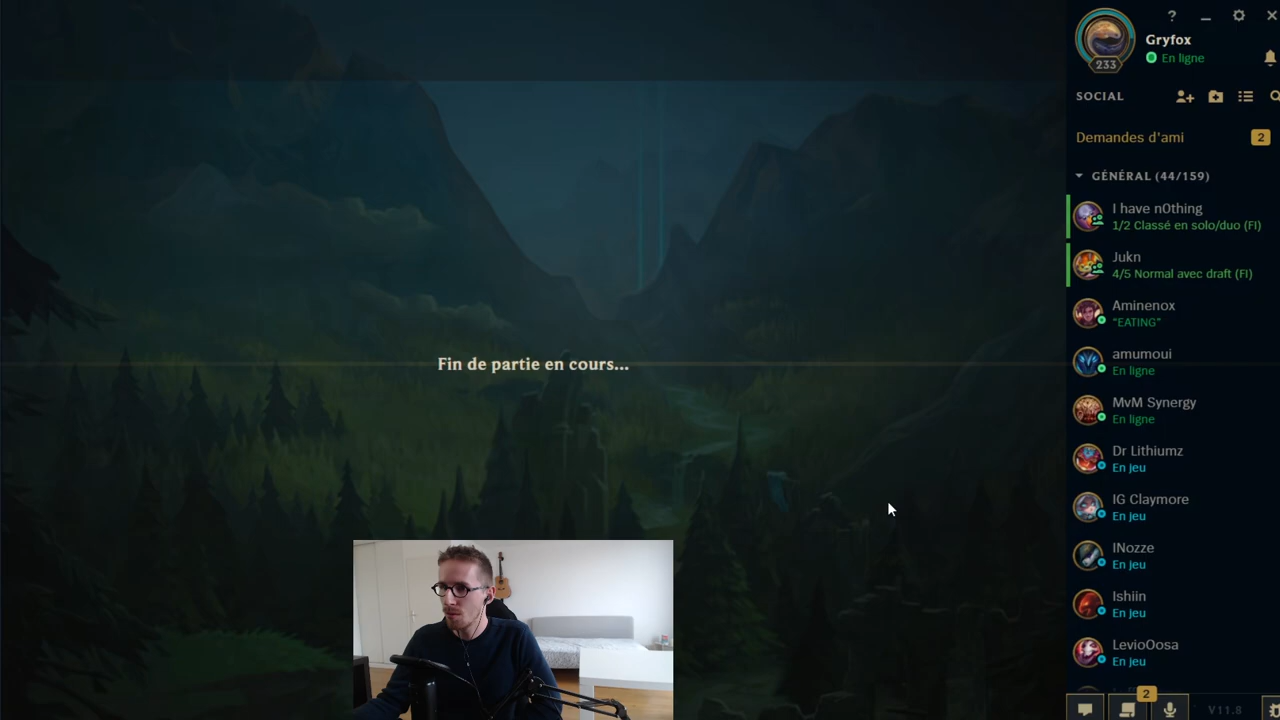 Gryfox
233
En ligne
SOCIAL
Demandes d'ami
2
GÉNÉRAL (44/159)
I have n0thing
1/2 Classé en solo/duo (Fl)
Jukn
4/5 Normal avec draft (Fl)
Aminenox
"EATING"
amumoui
En ligne
MvM Synergy
En ligne
Dr Lithiumz
En jeu
IG Claymore
En jeu
INozze
En jeu
Ishiin
En jeu
LevioOosa
En jeu
2
V11.8
Fin de partie en cours...